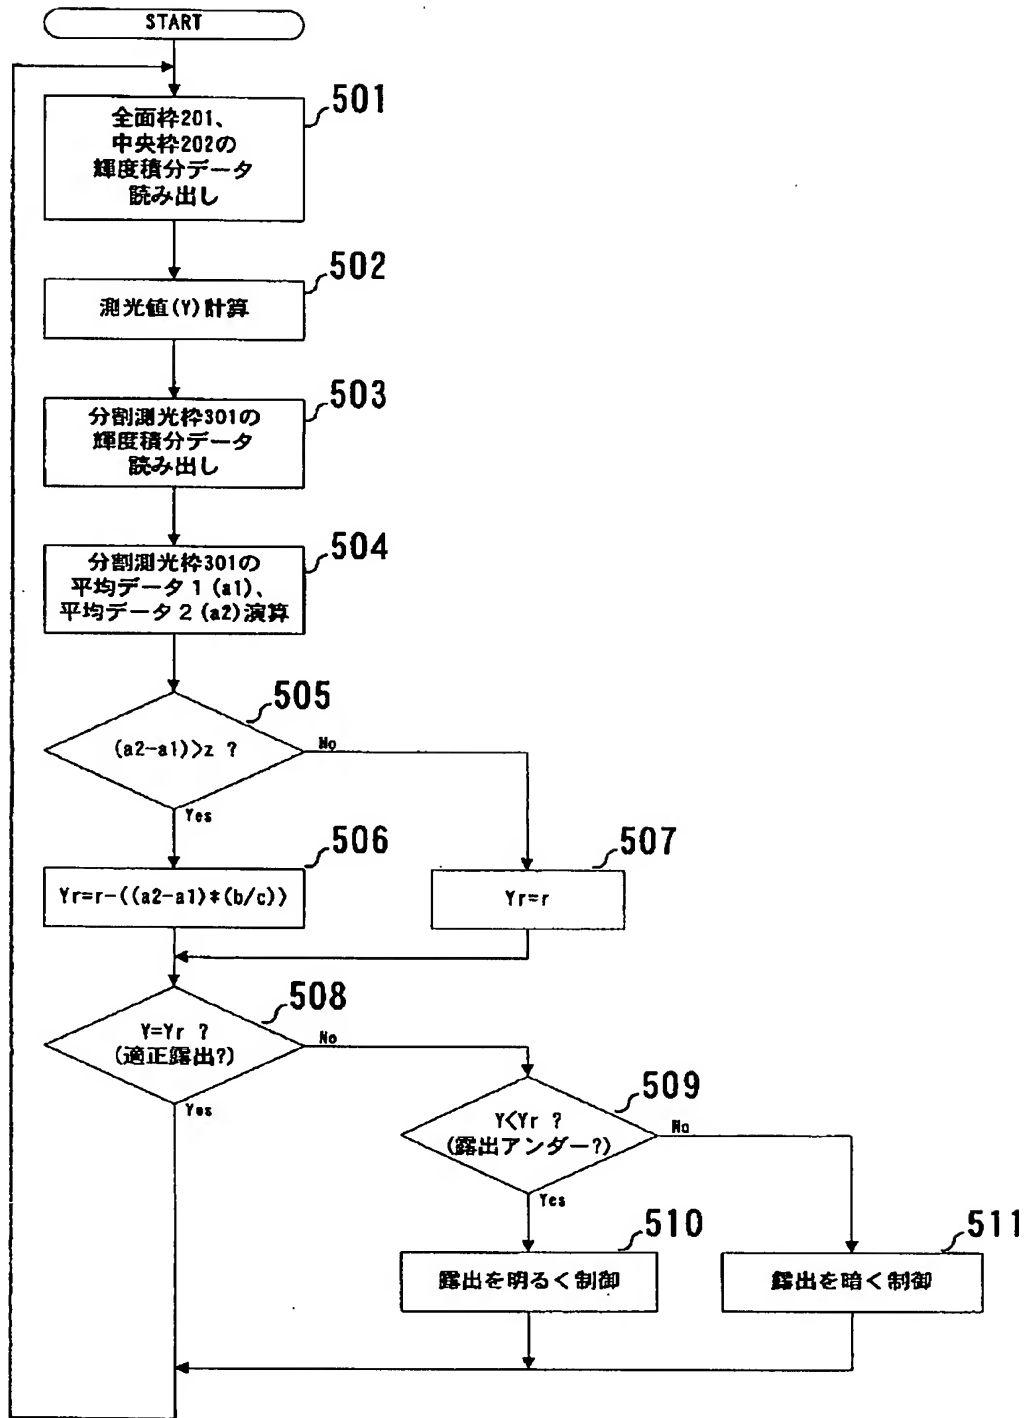 START
501
全面枠201、
中央枠202の
輝度積分データ
読み出し
502
測光値(Y)計算
503
分割測光枠301の
輝度積分データ
読み出し
504
分割測光枠301の
平均データ1(a1)、
平均データ2(a2)演算
505
(a2-a1)>z ?
No
Yes
506
Yr=r-((a2-a1)*(b/c))
507
Yr=r
508
Y=Yr ?
(適正露出?)
No
Yes
509
Y<Yr ?
(露出アンダー?)
No
Yes
510
露出を明るく制御
511
露出を暗く制御